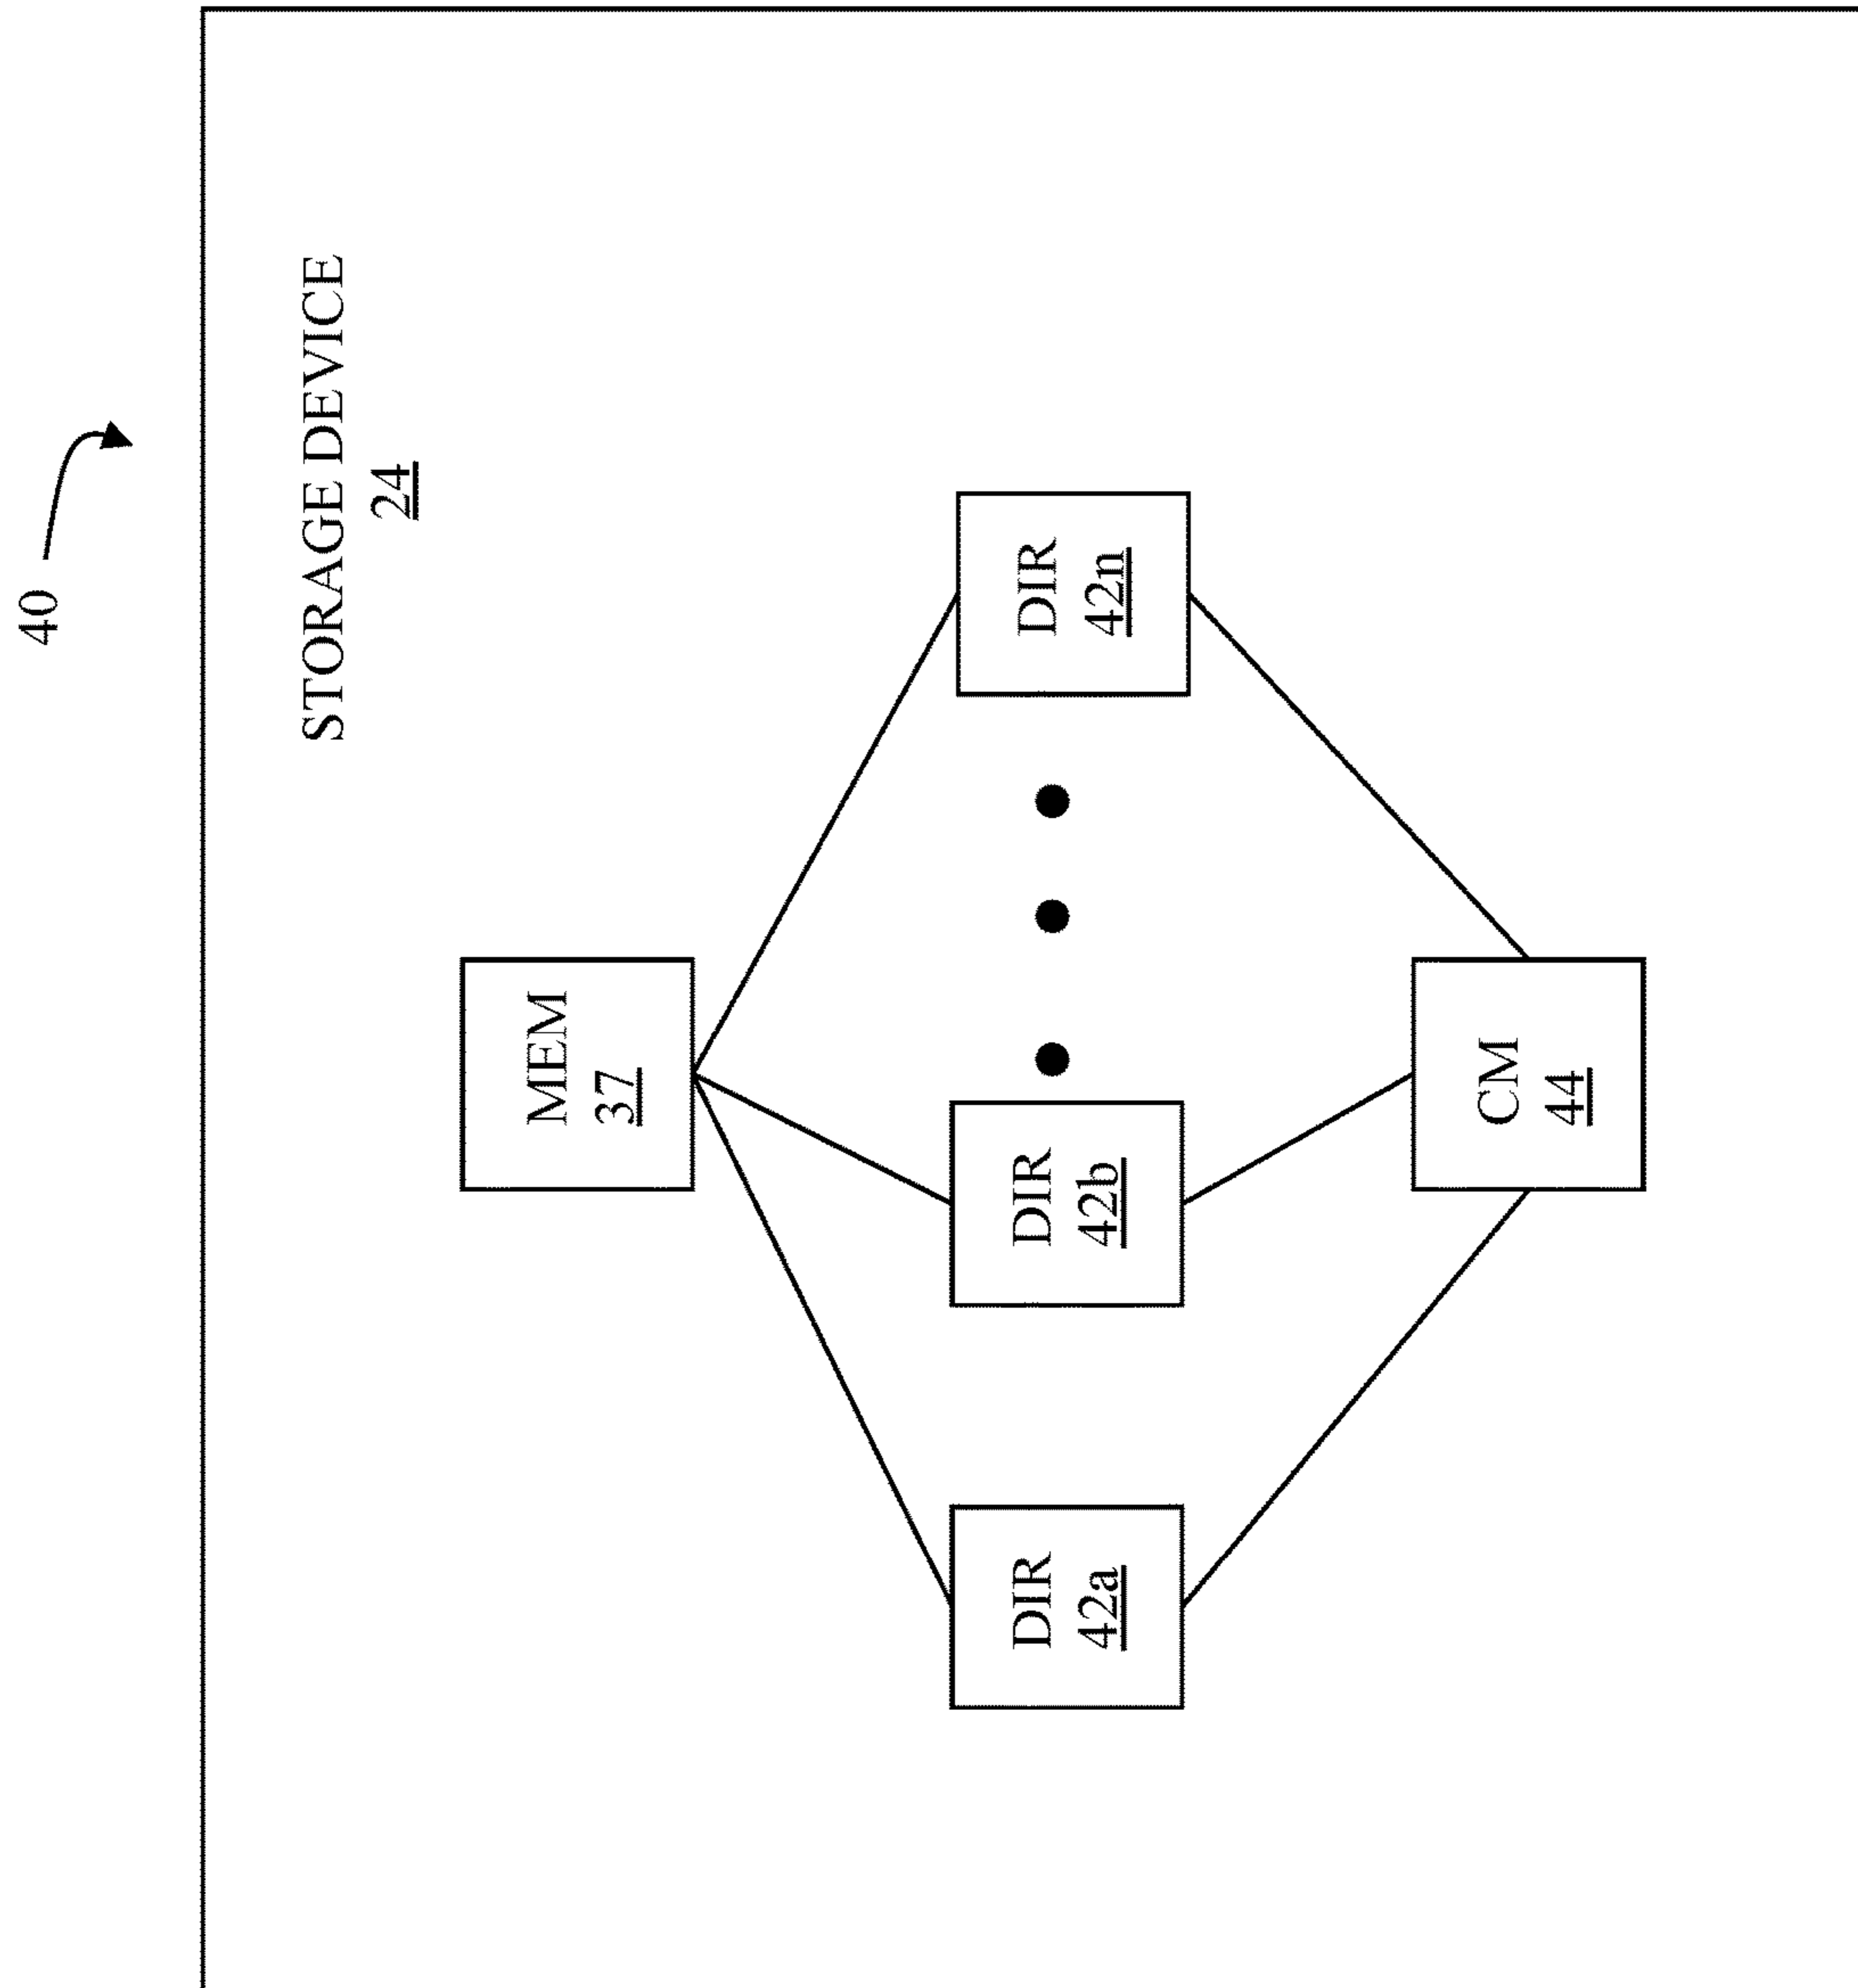 40
STORAGE DEVICE
24
MEM
37
DIR
42a
DIR
42b
DIR
42n
CM
44